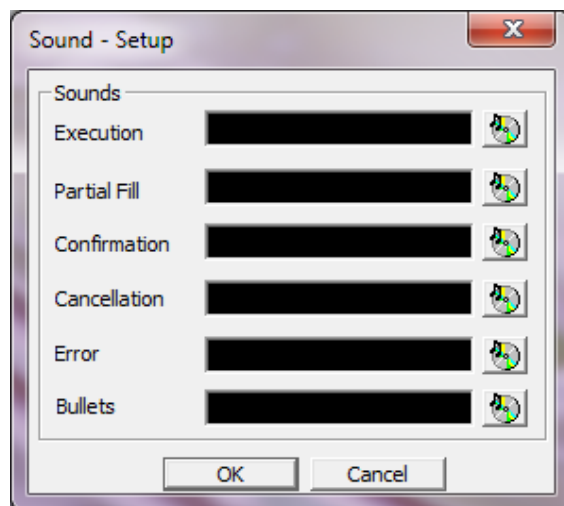 Sound - Setup
Sounds
Execution
Partial Fill
Confirmation
Cancellation
Error
Bullets
OK Cancel